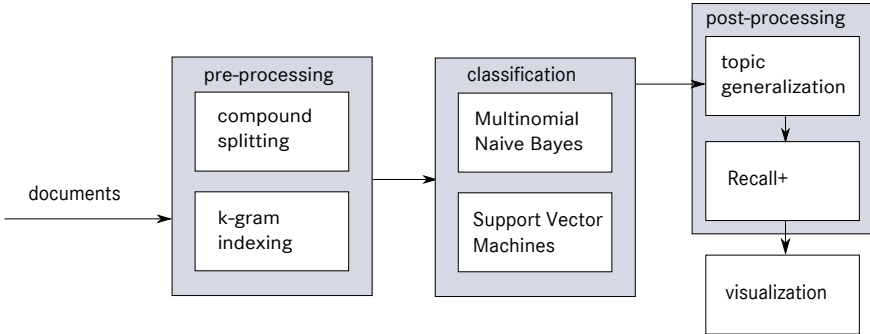 documents
pre-processing
compound
splitting
k-gram
indexing
classification
Multinomial
Naive Bayes
Support Vector
Machines
post-processing
topic
generalization
Recall+
visualization